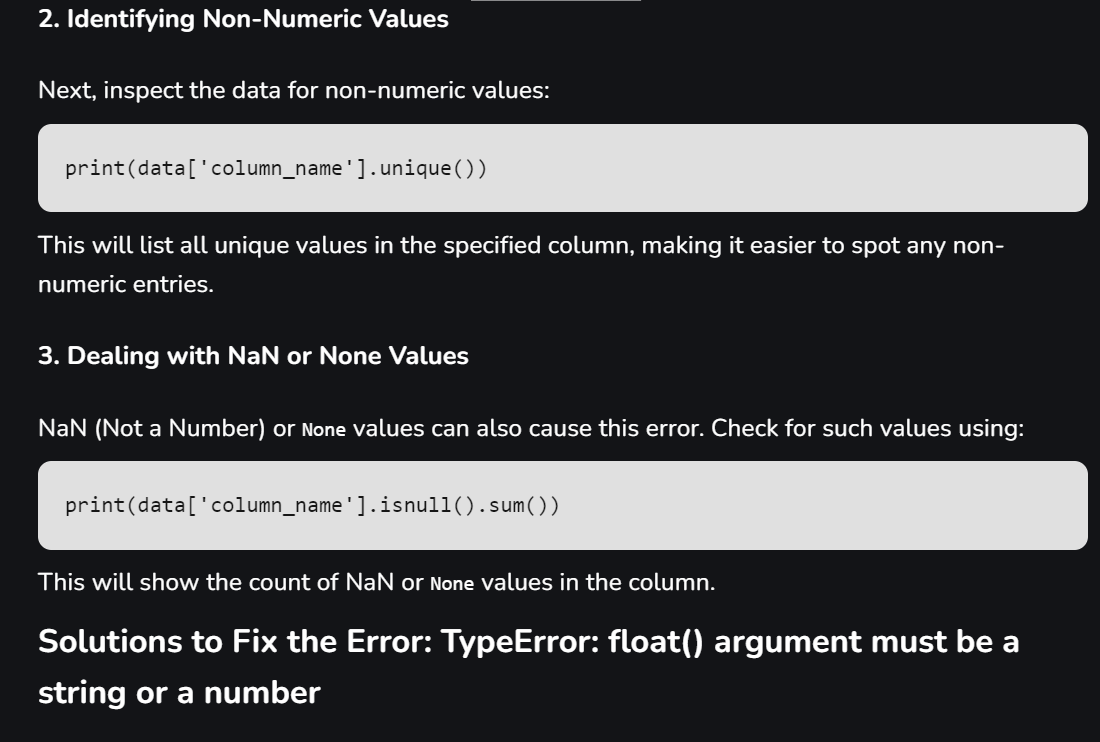 2. Identifying Non-Numeric Values
Next, inspect the data for non-numeric values:
print(data['column_name'].unique())
This will list all unique values in the specified column, making it easier to spot any non-
numeric entries.
3. Dealing with NaN or None Values
NaN (Not a Number) or None values can also cause this error. Check for such values using:
print(data['column_name'].isnull().sum())
This will show the count of NaN or None values in the column.
Solutions to Fix the Error: TypeError: float() argument must be a
string or a number